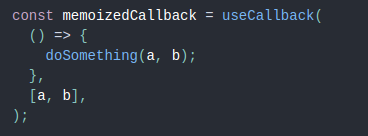 const memoizedCallback = useCallback(
  () => {
    doSomething(a, b);
  },
  [a, b],
);